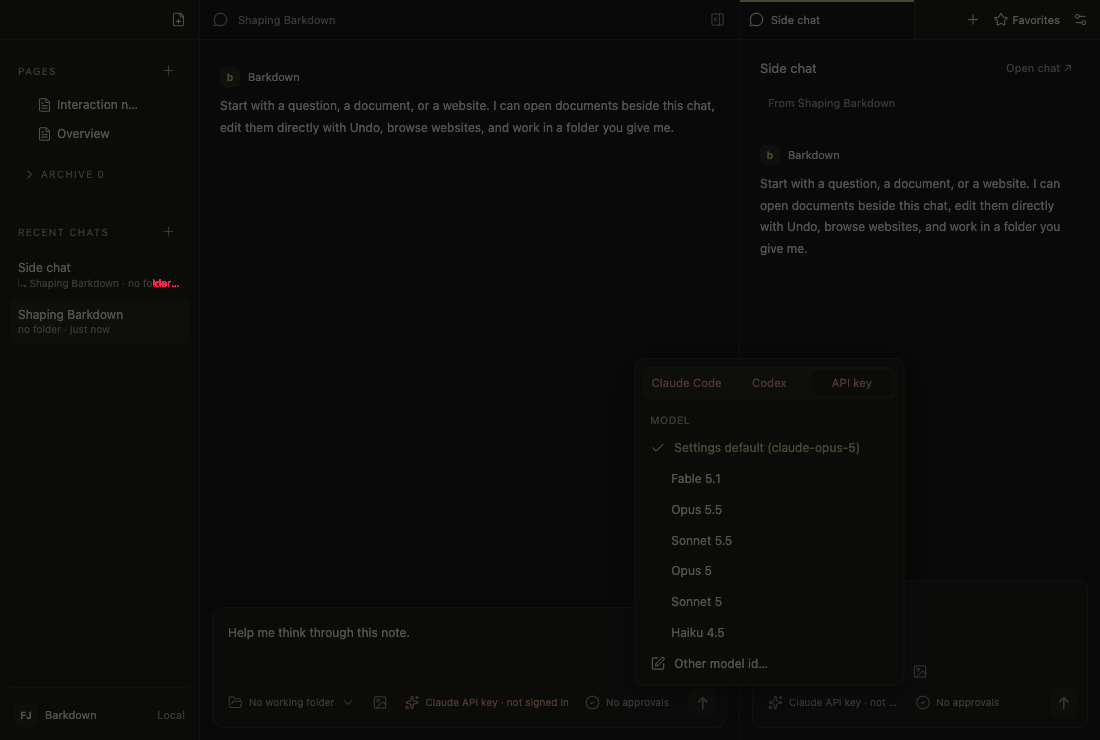 Shaping Barkdown
Side chat
Favorites
PAGES
Interaction n...
Overview
ARCHIVE 0
RECENT CHATS
Side chat
Shaping Barkdown · no
Shaping Barkdown
no folder · just now
FJ Barkdown Local
b Barkdown
Start with a question, a document, or a website. I can open documents beside this chat,
edit them directly with Undo, browse websites, and work in a folder you give me.
Help me think through this note.
No working folder
Claude API key · not signed in
No approvals
Side chat
Open chat ↗
From Shaping Barkdown
b Barkdown
Start with a question, a document, or a website. I can
open documents beside this chat, edit them directly
with Undo, browse websites, and work in a folder you
give me.
Claude Code Codex API key
MODEL
Settings default (claude-opus-5)
Fable 5.1
Opus 5.5
Sonnet 5.5
Opus 5
Sonnet 5
Haiku 4.5
Other model id...
Claude API key · not ...
No approvals